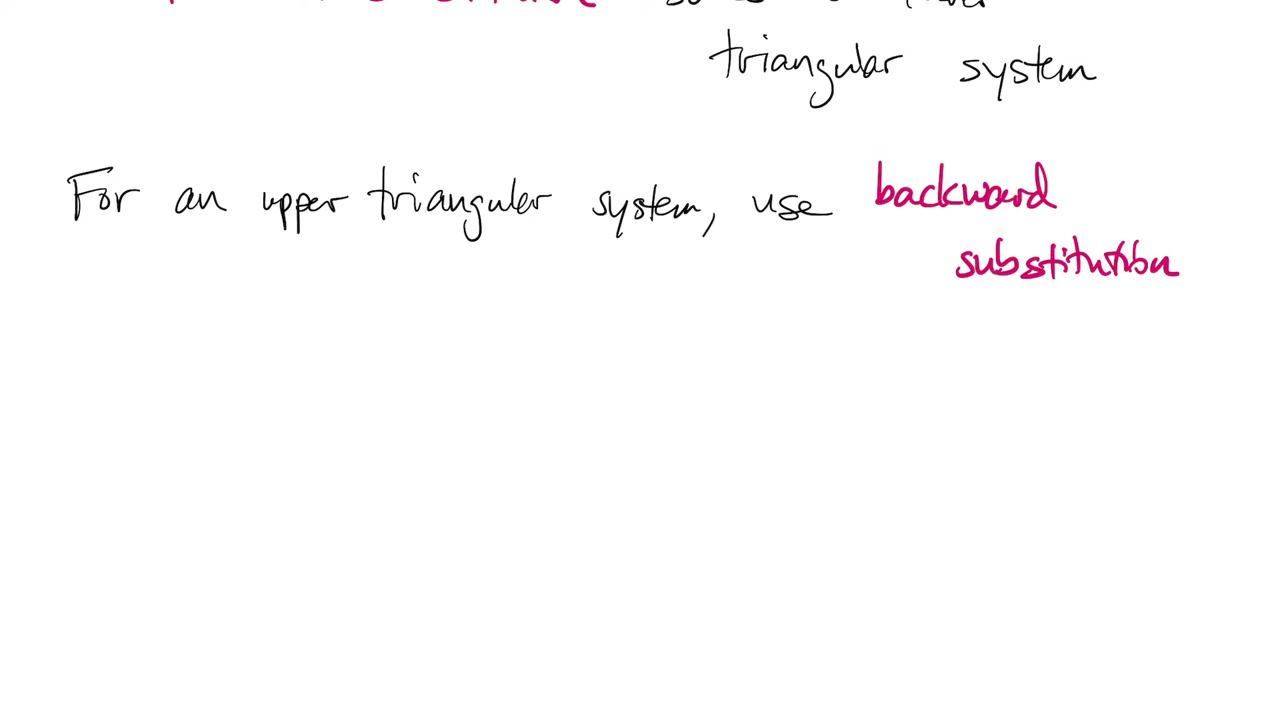 triangular system
For an upper triangular system, use backward
substitution